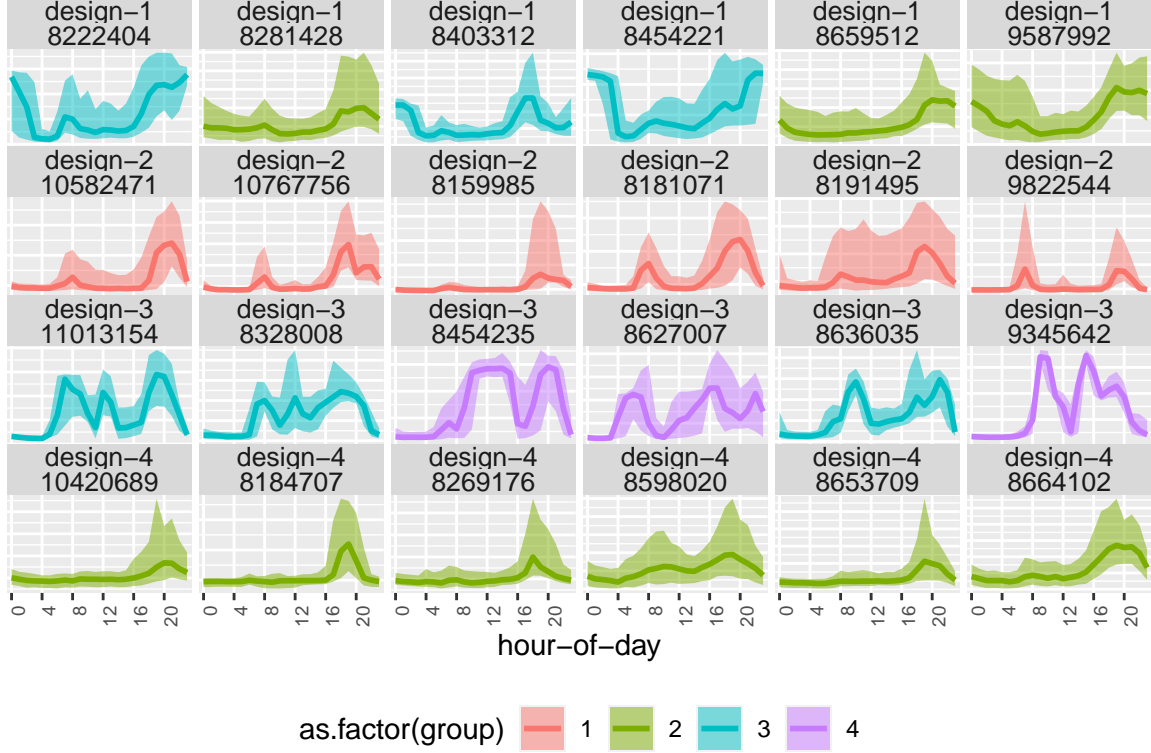 design−1 design−1 design−1 design−1 design−1 design−1
8222404 8281428 8403312 8454221 8659512 9587992
design−2 design−2 design−2 design−2 design−2 design−2
10582471 10767756 8159985 8181071 8191495 9822544
design−3 design−3 design−3 design−3 design−3 design−3
11013154 8328008 8454235 8627007 8636035 9345642
design−4 design−4 design−4 design−4 design−4 design−4
10420689 8184707 8269176 8598020 8653709 8664102
0 4 8 12 16 20 0 4 8 12 16 20 0 4 8 12 16 20 0 4 8 12 16 20 0 4 8 12 16 20 0 4 8 12 16 20
hour−of−day
as.factor(group) 1 2 3 4